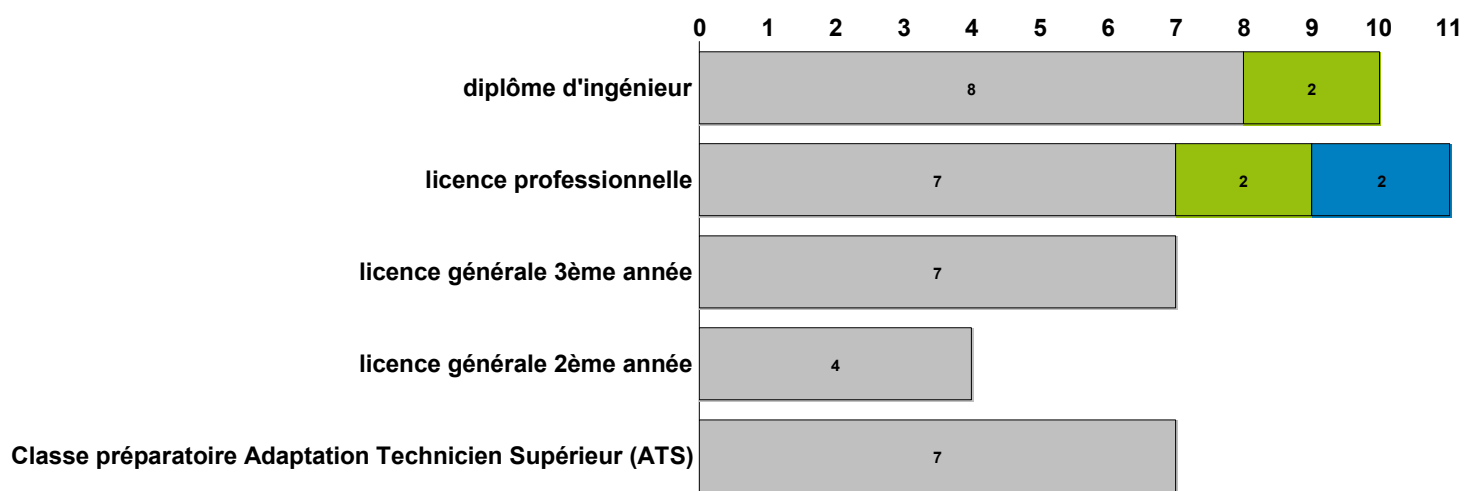 0 1 2 3 4 5 6 7 8 9 10 11
diplôme d'ingénieur 8 2
licence professionnelle 7 2 2
licence générale 3ème année 7
licence générale 2ème année 4
Classe préparatoire Adaptation Technicien Supérieur (ATS) 7